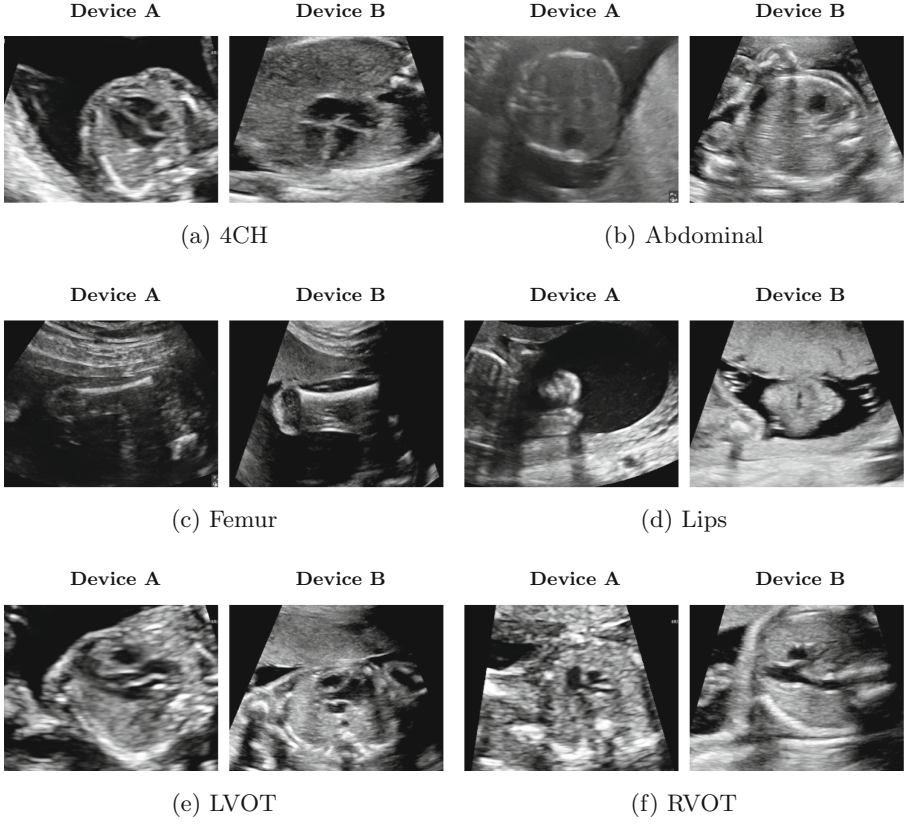 Device A Device B Device A Device B
(a) 4CH (b) Abdominal
Device A Device B Device A Device B
(c) Femur (d) Lips
Device A Device B Device A Device B
(e) LVOT (f) RVOT